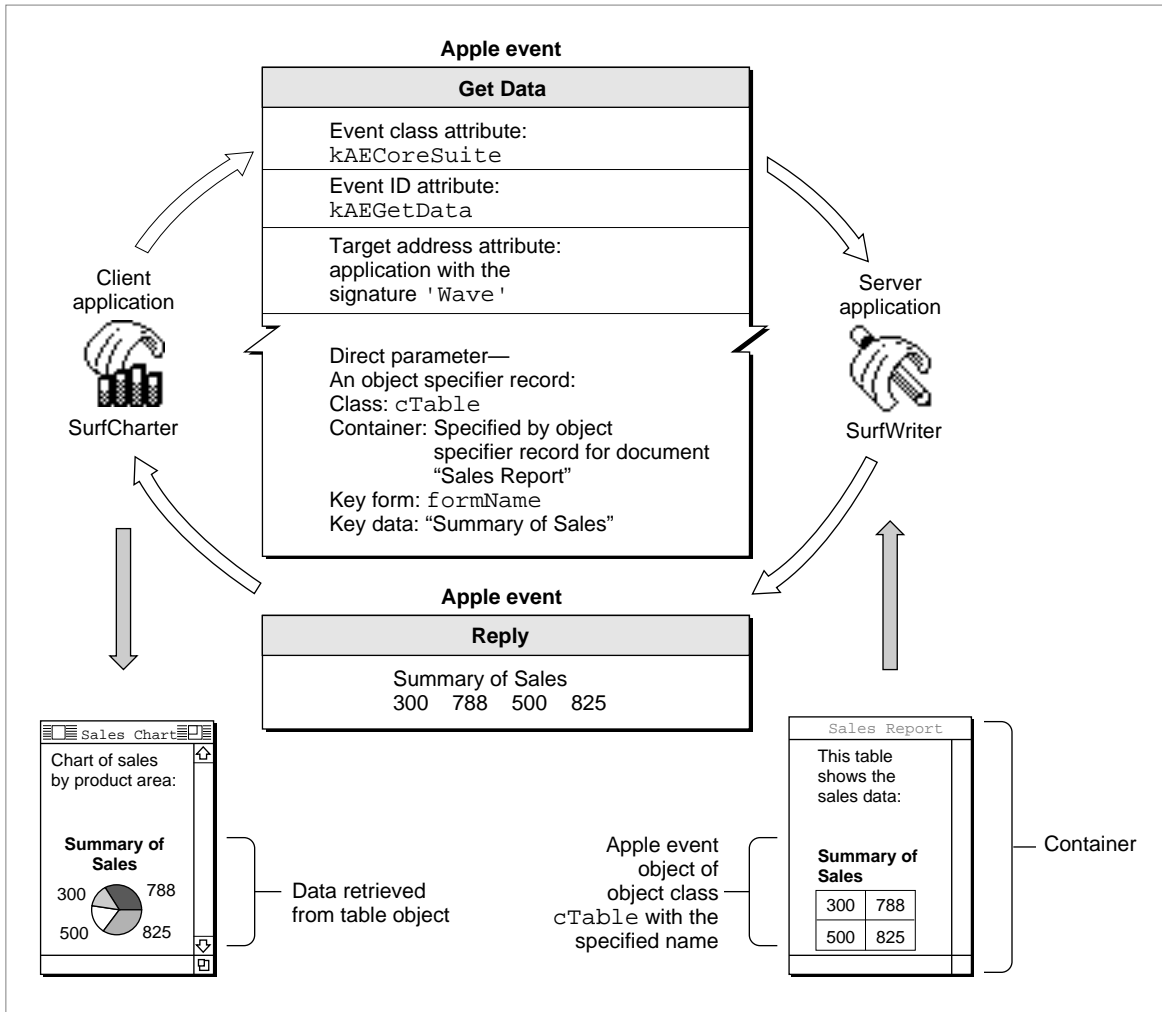 Apple event
Get Data
Event class attribute:
kAECoreSuite
Event ID attribute:
kAEGetData
Target address attribute:
application with the
signature 'Wave'
Client
application
SurfCharter
Server
application
SurfWriter
Direct parameter—
An object specifier record:
Class: cTable
Container: Specified by object
specifier record for document
“Sales Report”
Key form: formName
Key data: “Summary of Sales”
Apple event
Reply
Summary of Sales
300 788 500 825
Sales Chart
Chart of sales
by product area:
Summary of
Sales
300 788
500 825
Data retrieved
from table object
Apple event
object of
object class
cTable with the
specified name
Sales Report
This table
shows the
sales data:
Summary of
Sales
300 788
500 825
Container